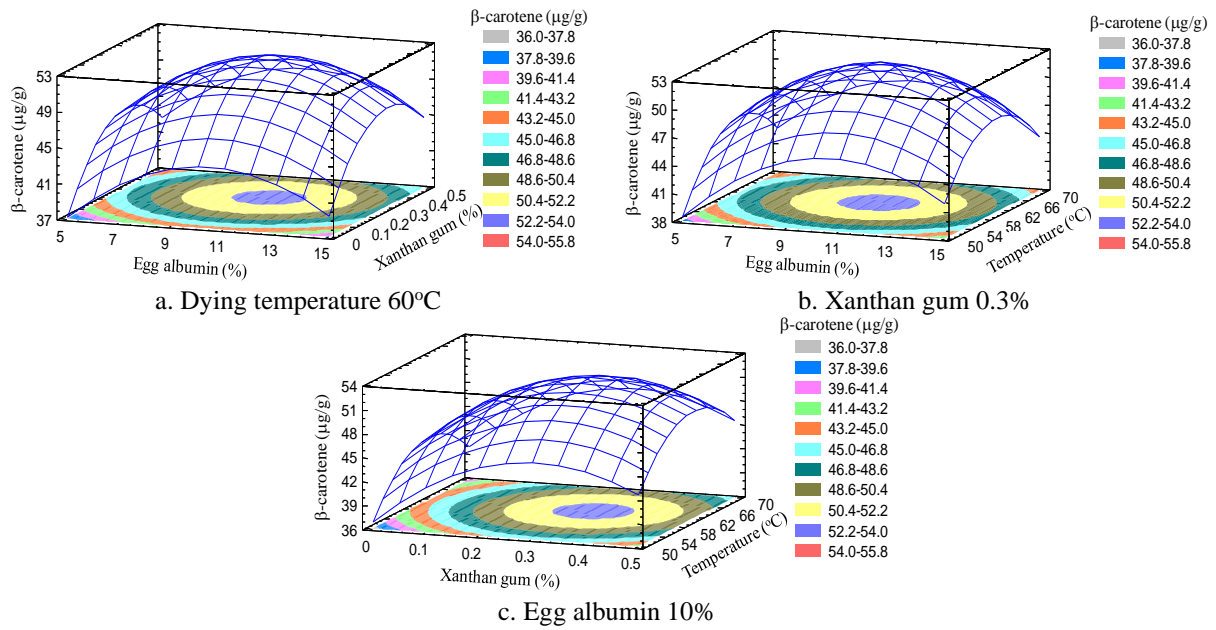 β-carotene (μg/g)
36.0-37.8
37.8-39.6
39.6-41.4
41.4-43.2
43.2-45.0
45.0-46.8
46.8-48.6
48.6-50.4
50.4-52.2
52.2-54.0
54.0-55.8
β-carotene (μg/g)
53
49
45
41
37
5 7 9 11 13 15
Egg albumin (%)
0 0.1 0.2 0.3 0.4 0.5
Xanthan gum (%)
a. Dying temperature 60°C
β-carotene (μg/g)
36.0-37.8
37.8-39.6
39.6-41.4
41.4-43.2
43.2-45.0
45.0-46.8
46.8-48.6
48.6-50.4
50.4-52.2
52.2-54.0
54.0-55.8
β-carotene (μg/g)
53
50
47
44
41
38
5 7 9 11 13 15
Egg albumin (%)
50 54 58 62 66 70
Temperature (°C)
b. Xanthan gum 0.3%
β-carotene (μg/g)
36.0-37.8
37.8-39.6
39.6-41.4
41.4-43.2
43.2-45.0
45.0-46.8
46.8-48.6
48.6-50.4
50.4-52.2
52.2-54.0
54.0-55.8
β-carotene (μg/g)
54
51
48
45
42
39
36
0 0.1 0.2 0.3 0.4 0.5
Xanthan gum (%)
50 54 58 62 66 70
Temperature (°C)
c. Egg albumin 10%